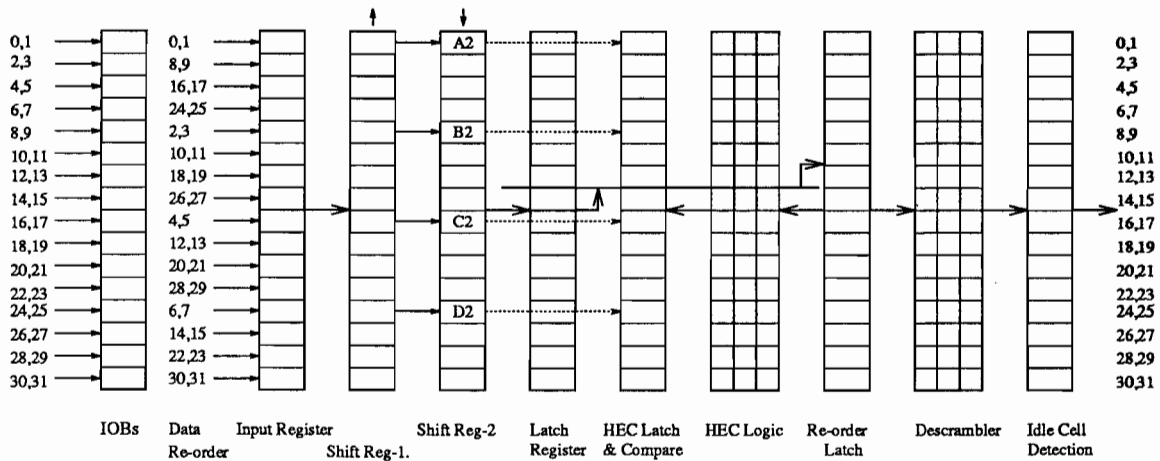 0,1
2,3
4,5
6,7
8,9
10,11
12,13
14,15
16,17
18,19
20,21
22,23
24,25
26,27
28,29
30,31
0,1
8,9
16,17
24,25
2,3
10,11
18,19
26,27
4,5
12,13
20,21
28,29
6,7
14,15
22,23
30,31
A2
B2
C2
D2
0,1
2,3
4,5
6,7
8,9
10,11
12,13
14,15
16,17
18,19
20,21
22,23
24,25
26,27
28,29
30,31
IOBs
Data
Re-order
Input Register
Shift Reg-1.
Shift Reg-2
Latch
Register
HEC Latch
& Compare
HEC Logic
Re-order
Latch
Descrambler
Idle Cell
Detection